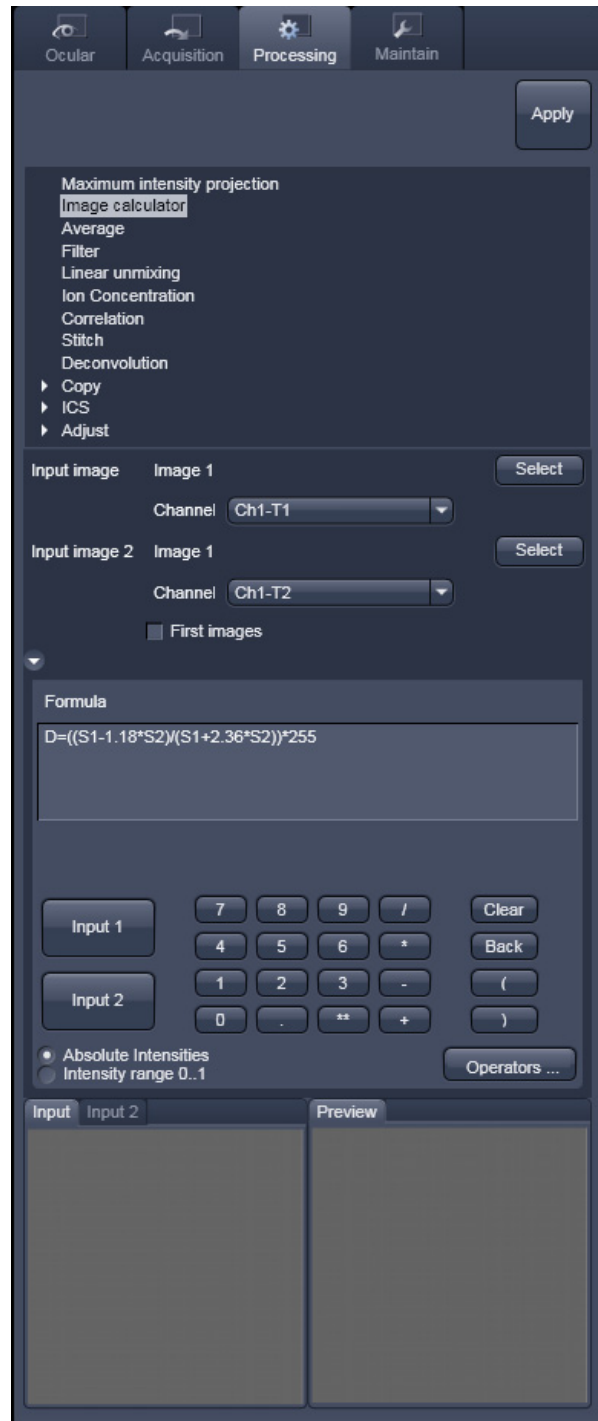 Ocular Acquisition Processing Maintain
Apply
Maximum intensity projection
Image calculator
Average
Filter
Linear unmixing
Ion Concentration
Correlation
Stitch
Deconvolution
Copy
ICS
Adjust
Input image Image 1 Select
Channel Ch1-T1
Input image 2 Image 1 Select
Channel Ch1-T2
First images
Formula
D=((S1-1.18*S2)/(S1+2.36*S2))*255
Input 1
Input 2
7 8 9 / Clear
4 5 6 * Back
1 2 3 - (
0 . ** + )
Absolute Intensities
Intensity range 0..1
Operators ...
Input Input 2 Preview